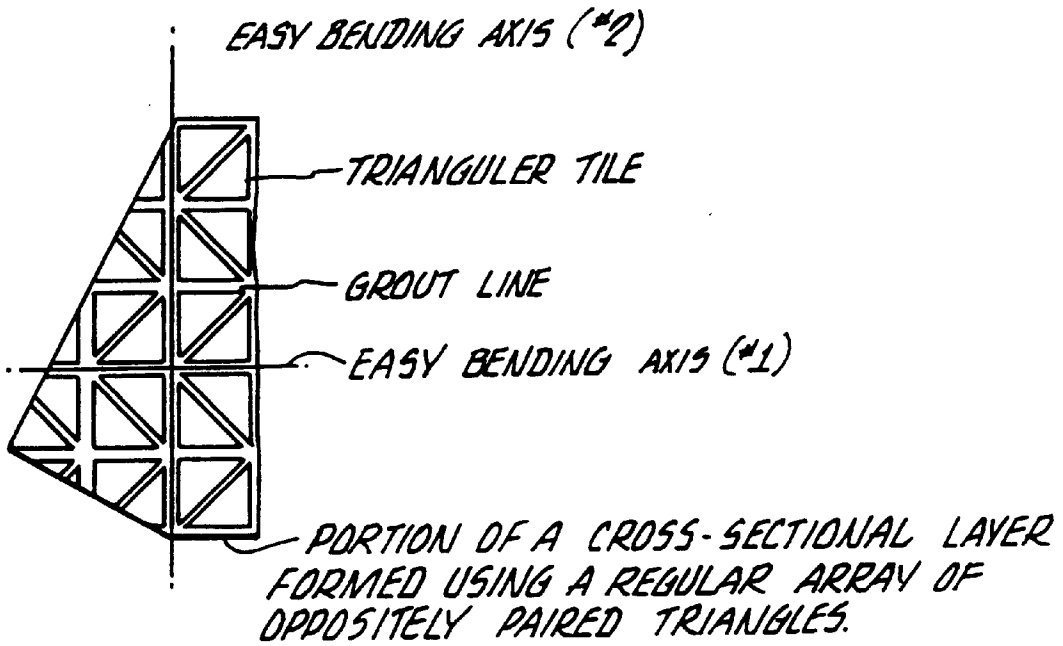 EASY BENDING AXIS (#2)
TRIANGULER TILE
GROUT LINE
EASY BENDING AXIS (#1)
PORTION OF A CROSS-SECTIONAL LAYER
FORMED USING A REGULAR ARRAY OF
OPPOSITELY PAIRED TRIANGLES.